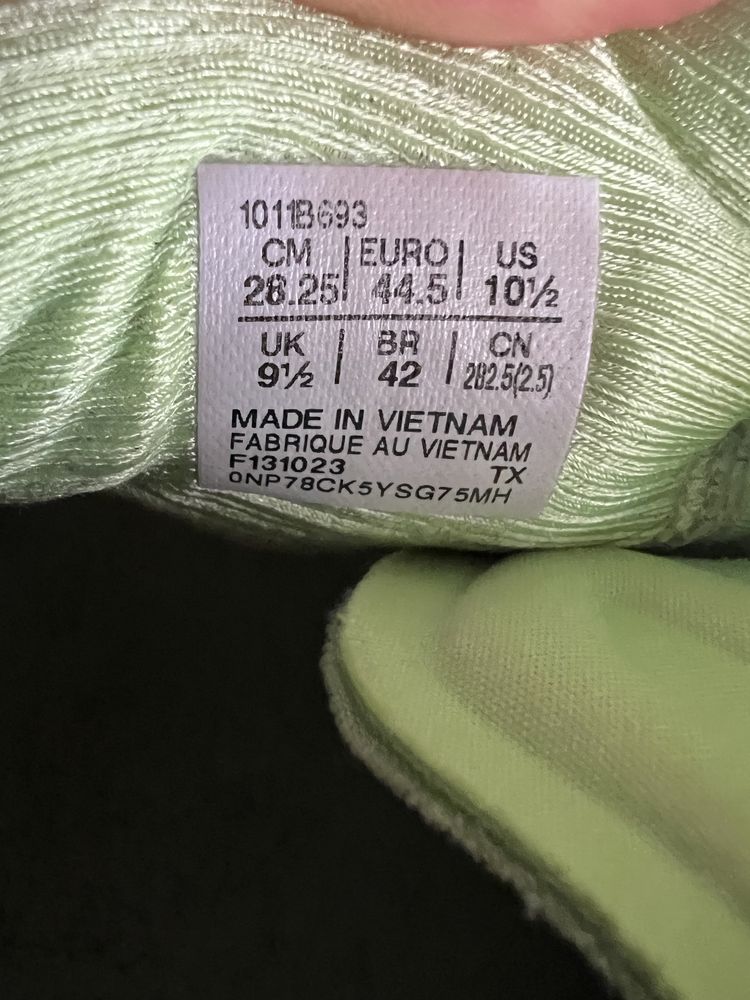 1011B693
CM | EURO | US
28.25 | 44.5 | 10½
UK | BR | CN
9½ | 42 | 282.5(2.5)
MADE IN VIETNAM
FABRIQUE AU VIETNAM
F131023 TX
0NP78CK5YSG75MH